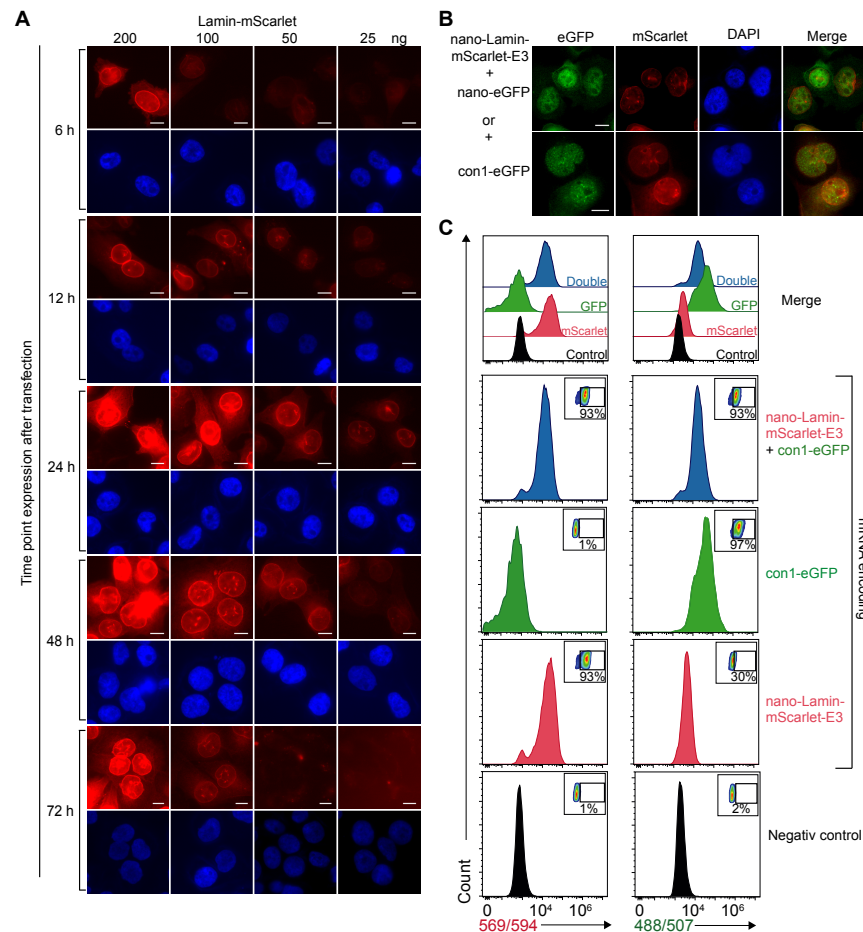 A
Lamin-mScarlet
200 100 50 25 ng
Time point expression after transfection
6 h
12 h
24 h
48 h
72 h
B
nano-Lamin-
mScarlet-E3
+
nano-eGFP
or
+
con1-eGFP
eGFP mScarlet DAPI Merge
C
Double
GFP
mScarlet
Control
Double
GFP
mScarlet
Control
Merge
93%
93%
nano-Lamin-
mScarlet-E3
+ con1-eGFP
1%
97%
con1-eGFP
mRNA encoding
93%
30%
nano-Lamin-
mScarlet-E3
1%
2%
Negativ control
Count
0 10⁴ 10⁶
0 10⁴ 10⁶
569/594
488/507